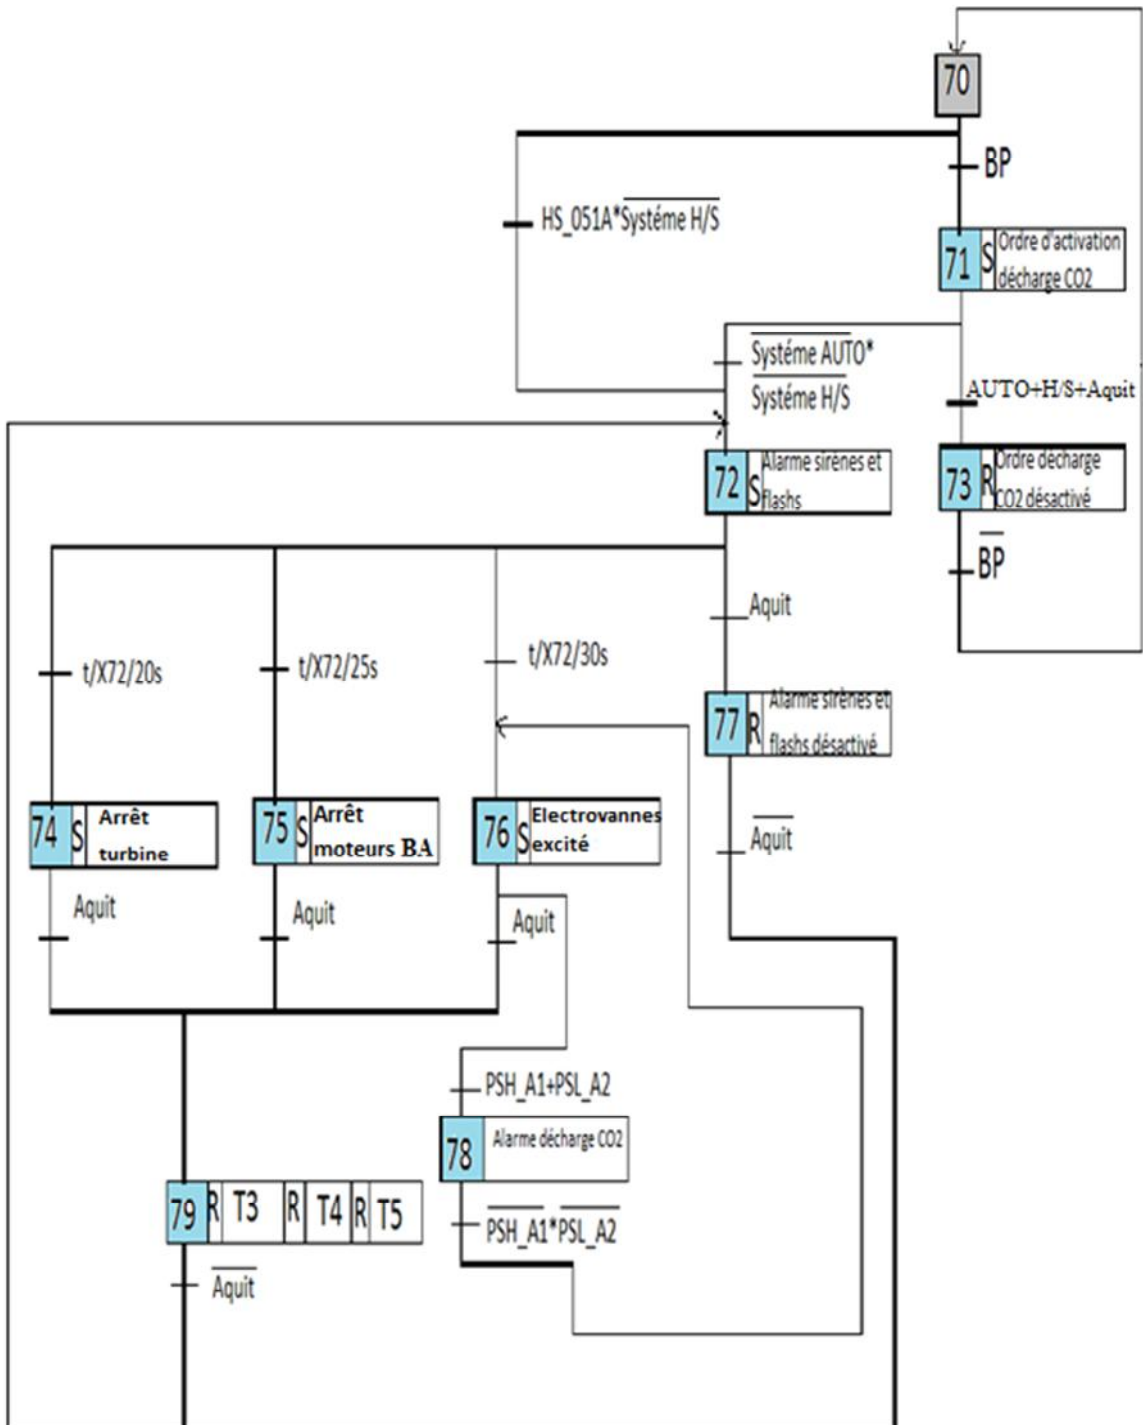 70
BP
HS_051A*Systéme H/S
71 S Ordre d'activation
décharge CO2
Systéme AUTO*
Systéme H/S
AUTO+H/S+Aquit
72 S Alarme sirènes et
flashs
73 R Ordre décharge
CO2 désactivé
BP
Aquit
t/X72/20s
t/X72/25s
t/X72/30s
77 R Alarme sirènes et
flashs désactivé
74 S Arrêt
turbine
75 S Arrêt
moteurs BA
76 S Electrovannes
excité
Aquit
Aquit
Aquit
Aquit
PSH_A1+PSL_A2
78 Alarme décharge CO2
79 R T3 R T4 R T5
PSH_A1*PSL_A2
Aquit